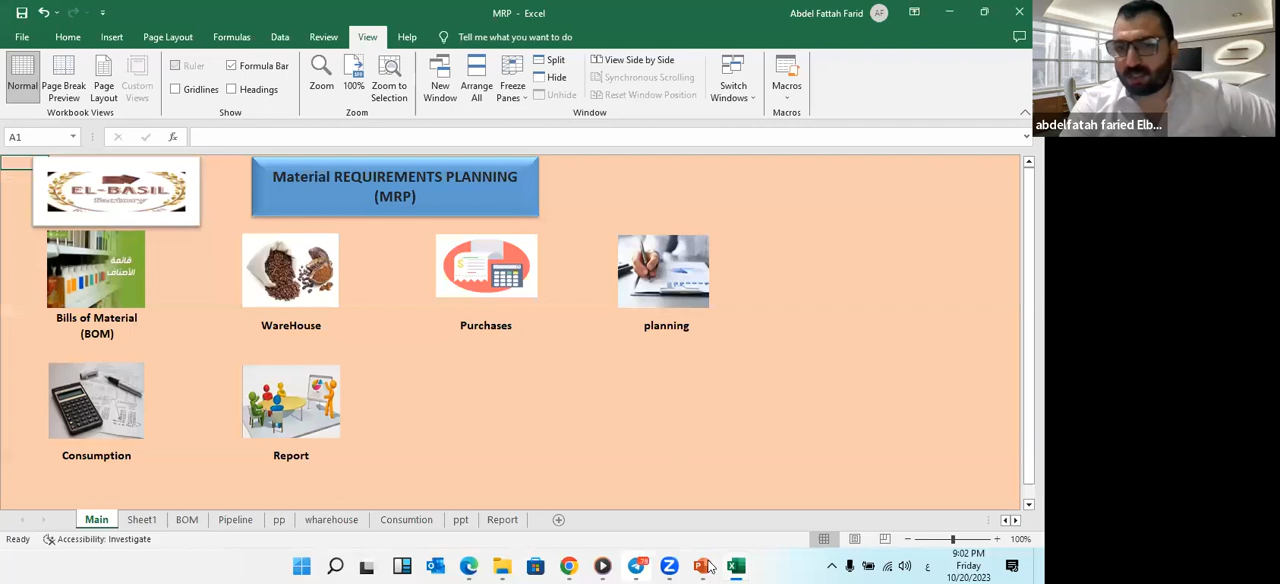 MRP - Excel
Abdel Fattah Farid AF
File Home Insert Page Layout Formulas Data Review View Help Tell me what you want to do
Normal
Page Break Preview
Page Layout
Custom Views
Workbook Views
Ruler
Formula Bar
Gridlines
Headings
Show
Zoom
100%
Zoom to Selection
Zoom
New Window
Arrange All
Freeze Panes
Split
Hide
Unhide
View Side by Side
Synchronous Scrolling
Reset Window Position
Window
Switch Windows
Macros
Macros
abdelfatah faried Elb...
A1
fx
EL-BASIL
Material REQUIREMENTS PLANNING
(MRP)
قائمة
الأصناف
Bills of Material
(BOM)
WareHouse
Purchases
planning
Consumption
Report
Main Sheet1 BOM Pipeline pp wharehouse Consumtion ppt Report
Ready Accessibility: Investigate
100%
ع
9:02 PM
Friday
10/20/2023